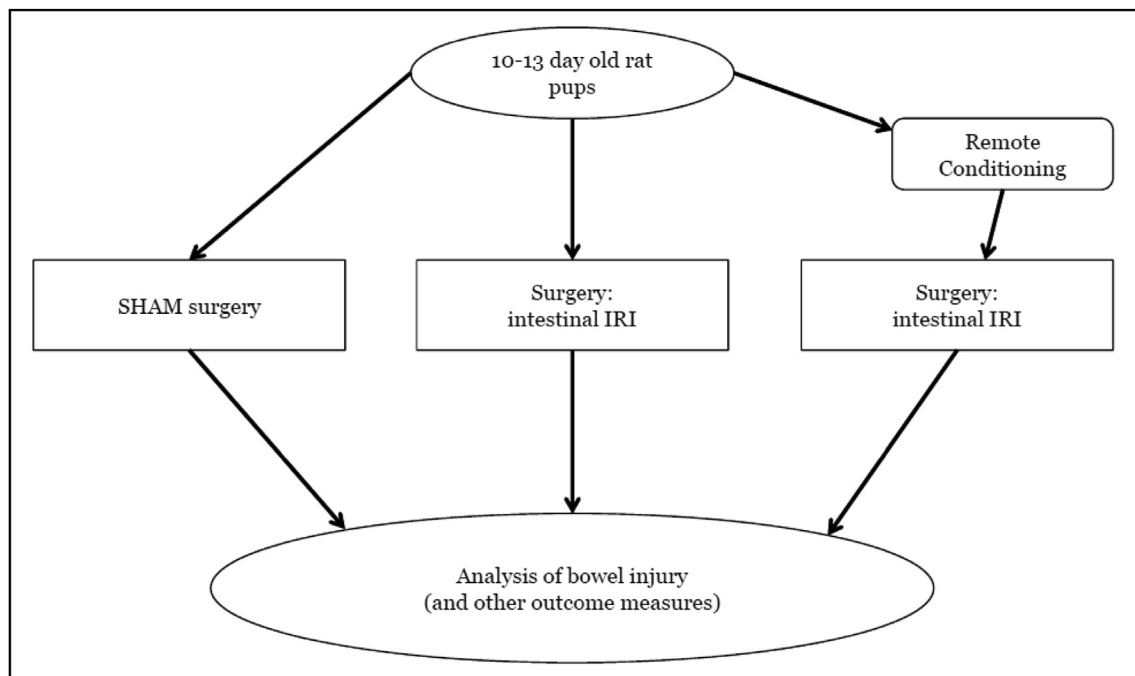 10-13 day old rat
pups
Remote
Conditioning
SHAM surgery
Surgery:
intestinal IRI
Surgery:
intestinal IRI
Analysis of bowel injury
(and other outcome measures)